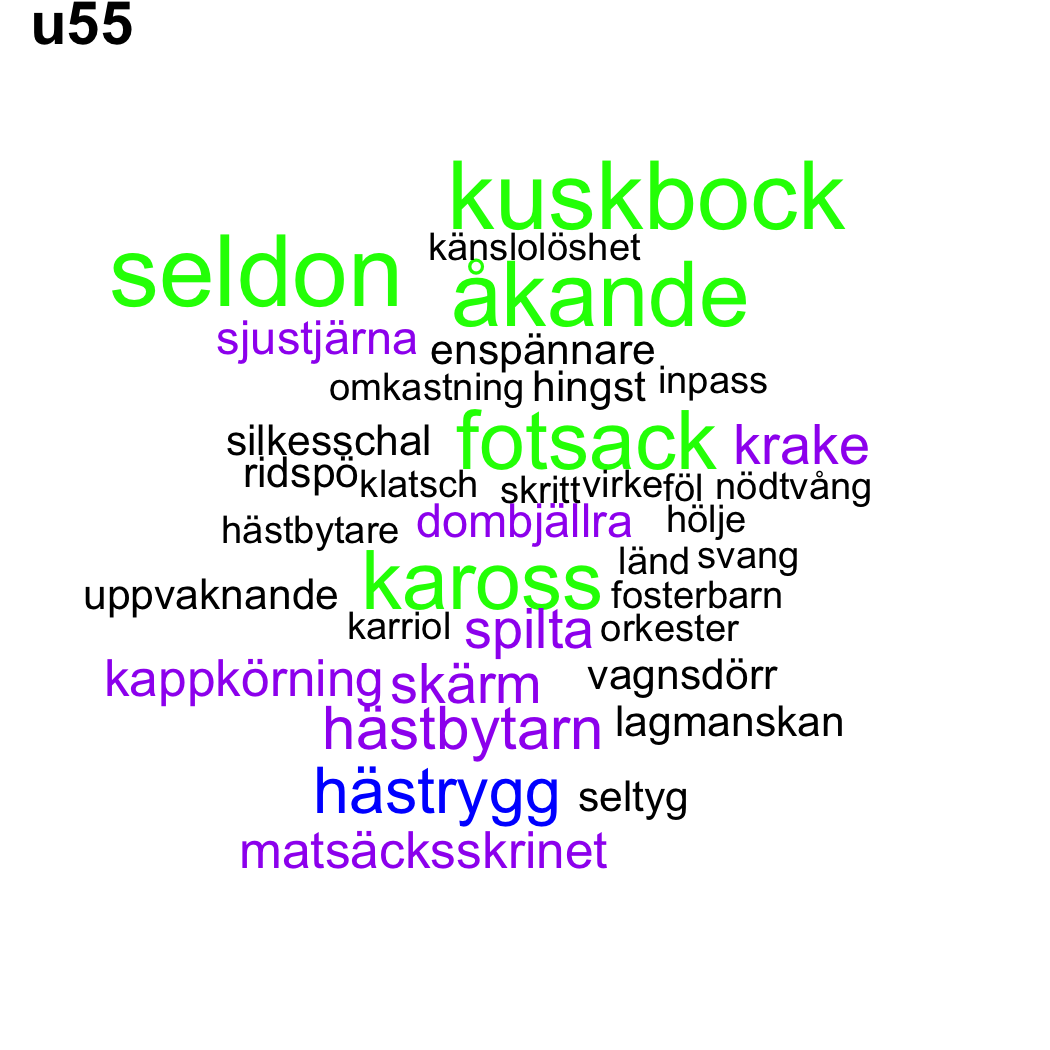 u55
kuskbock
känslolöshet
seldon
åkande
sjustjärna
enspännare
omkastning hingst inpass
silkesschal fotsack krake
ridspö klatsch skritt virke föl nödtvång
hästbytare dombjällra hölje
länd svang
uppvaknande kaross fosterbarn
karriol spilta orkester
kappkörning skärm vagnsdörr
hästbytarn lagmanskan
hästrygg seltyg
matsäcksskrinet